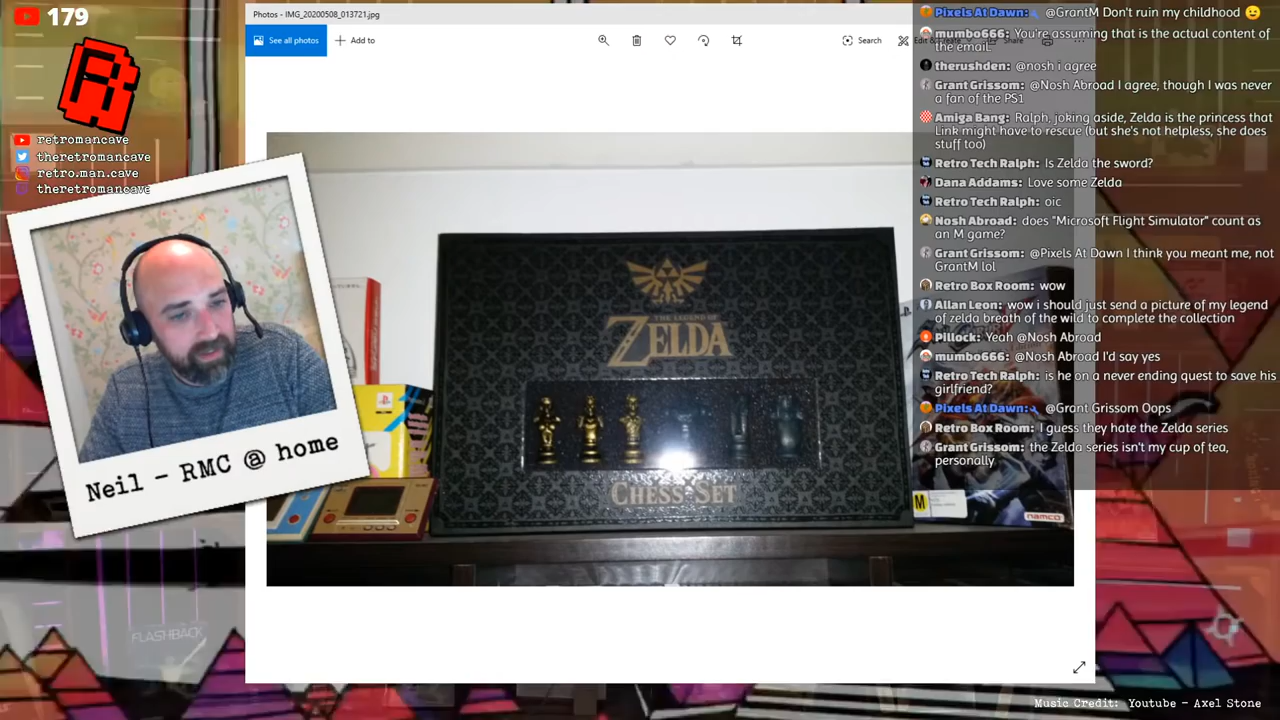 179
R
retromancave
theretromancave
retro.man.cave
theretromancave
Neil - RMC @ home
Photos - IMG_20200508_013721.jpg
See all photos
Add to
Search
Edit
Share
THE LEGEND OF
ZELDA
CHESS SET
M
namco
FLASHBACK
Pixels At Dawn: @GrantM Don't ruin my childhood 😉
mumbo666: You're assuming that is the actual content of
the email.
therushden: @nosh i agree
Grant Grissom: @Nosh Abroad I agree, though I was never
a fan of the PS1
Amiga Bang: Ralph, joking aside, Zelda is the princess that
Link might have to rescue (but she's not helpless, she does
stuff too)
Retro Tech Ralph: Is Zelda the sword?
Dana Addams: Love some Zelda
Retro Tech Ralph: oic
Nosh Abroad: does "Microsoft Flight Simulator" count as
an M game?
Grant Grissom: @Pixels At Dawn I think you meant me, not
GrantM lol
Retro Box Room: wow
Allan Leon: wow i should just send a picture of my legend
of zelda breath of the wild to complete the collection
Pillock: Yeah @Nosh Abroad
mumbo666: @Nosh Abroad I'd say yes
Retro Tech Ralph: is he on a never ending quest to save his
girlfriend?
Pixels At Dawn: @Grant Grissom Oops
Retro Box Room: I guess they hate the Zelda series
Grant Grissom: the Zelda series isn't my cup of tea,
personally
Music Credit: Youtube - Axel Stone